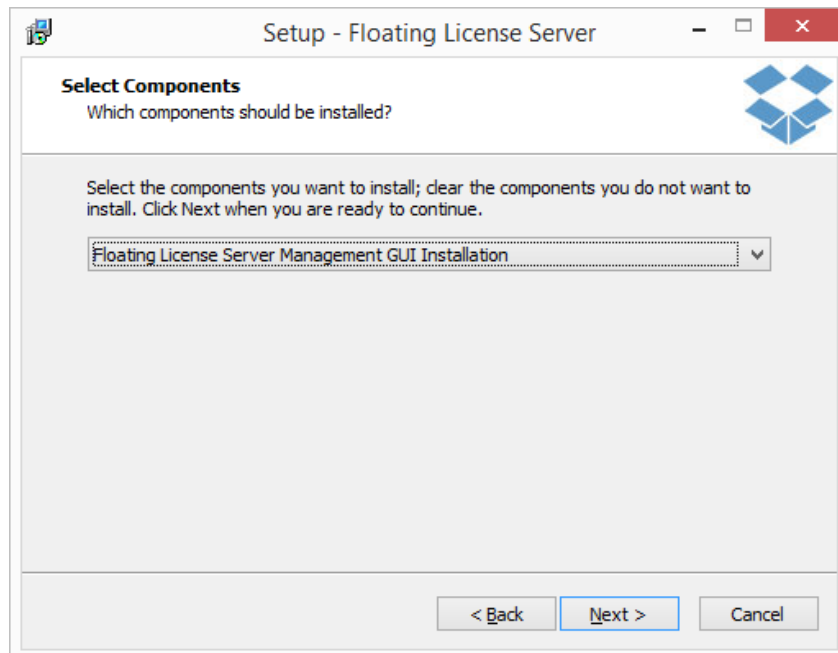 Setup - Floating License Server
Select Components
Which components should be installed?
Select the components you want to install; clear the components you do not want to
install. Click Next when you are ready to continue.
Floating License Server Management GUI Installation
< Back
Next >
Cancel